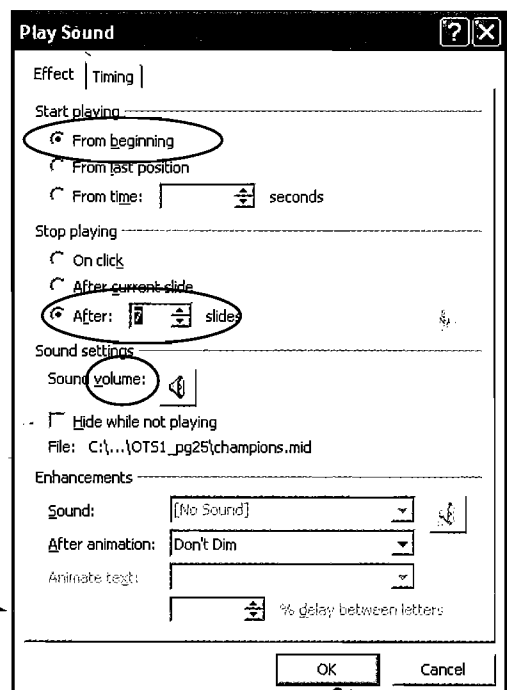 Play Sound
Effect Timing
Start playing
From beginning
From last position
From time: seconds
Stop playing
On click
After current slide
After: 7 slides
Sound settings
Sound volume:
Hide while not playing
File: C:\...\OTS1_pg25\champions.mid
Enhancements
Sound: [No Sound]
After animation: Don't Dim
Animate text:
% delay between letters
OK Cancel